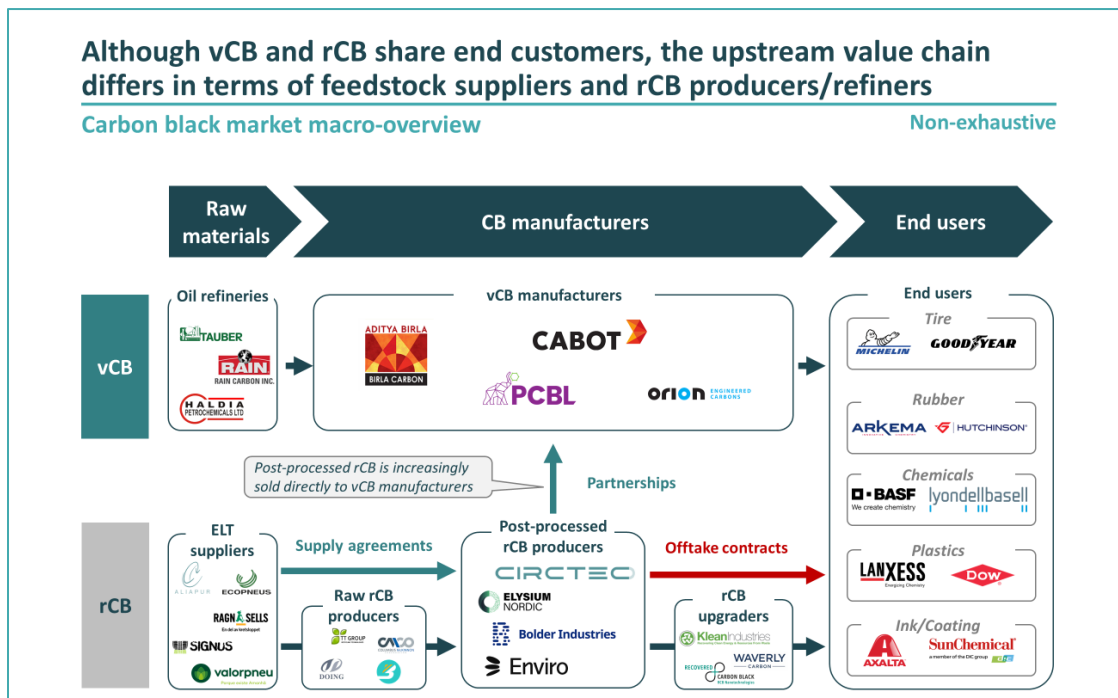 Although vCB and rCB share end customers, the upstream value chain
differs in terms of feedstock suppliers and rCB producers/refiners
Carbon black market macro-overview
Non-exhaustive
Raw
materials
CB manufacturers
End users
vCB
Oil refineries
TAUBER
RAIN
RAIN CARBON INC.
HALDIA
PETROCHEMICALS LTD
vCB manufacturers
ADITYA BIRLA
BIRLA CARBON
CABOT
PCBL
ORION ENGINEERED
CARBONS
End users
Tire
MICHELIN
GOODYEAR
Rubber
ARKEMA
HUTCHINSON
Chemicals
BASF
We create chemistry
lyondellbasell
Plastics
LANXESS
Energizing Chemistry
Dow
Ink/Coating
AXALTA
SunChemical
a member of the DIC group
DIC
Post-processed rCB is increasingly
sold directly to vCB manufacturers
Partnerships
rCB
ELT
suppliers
ALIAPUR
ECOPNEUS
RAGN SELLS
SIGNUS
valorpneu
Supply agreements
Raw rCB
producers
TT GROUP
DOING
Post-processed
rCB producers
CIRCTEC
ELYSIUM
NORDIC
Bolder Industries
Enviro
Offtake contracts
rCB
upgraders
KleanIndustries
WAVERLY
CARBON
RECOVERED
CARBON BLACK